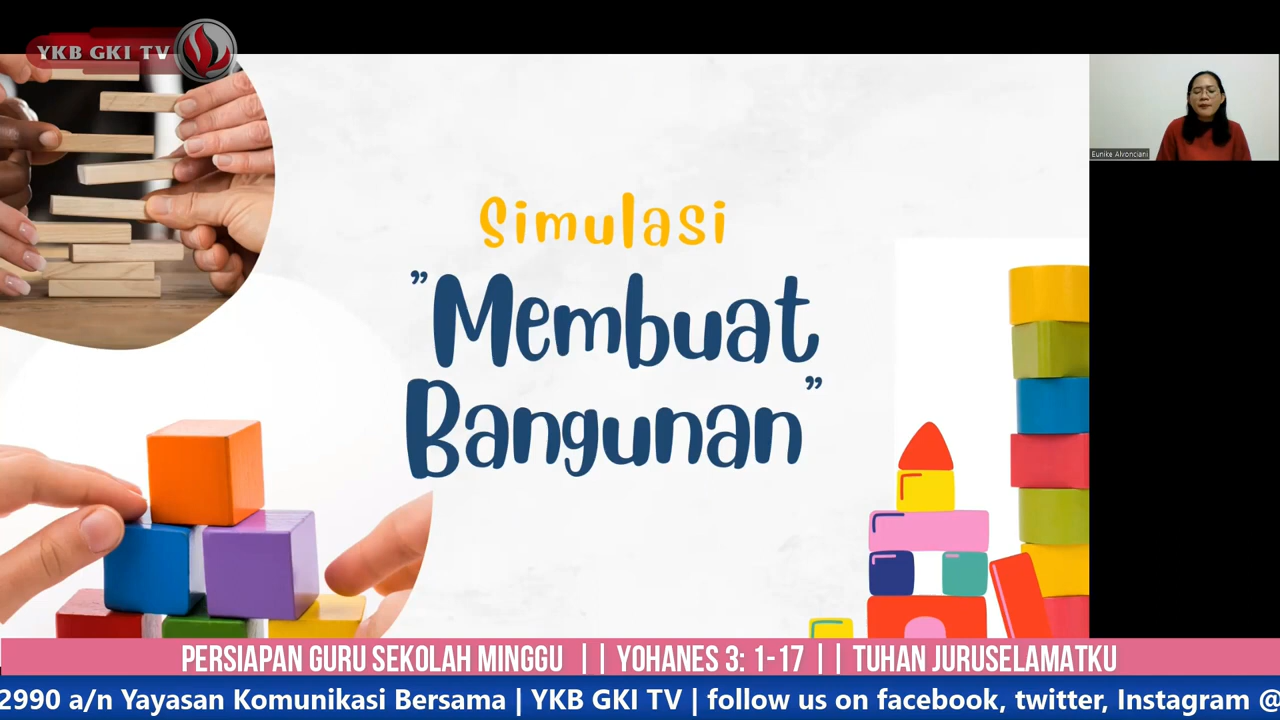 YKB GKI TV
Simulasi
"Membuat
Bangunan"
Eunike Alvonciani
PERSIAPAN GURU SEKOLAH MINGGU || YOHANES 3: 1-17 || TUHAN JURUSELAMATKU
2990 a/n Yayasan Komunikasi Bersama | YKB GKI TV | follow us on facebook, twitter, Instagram @